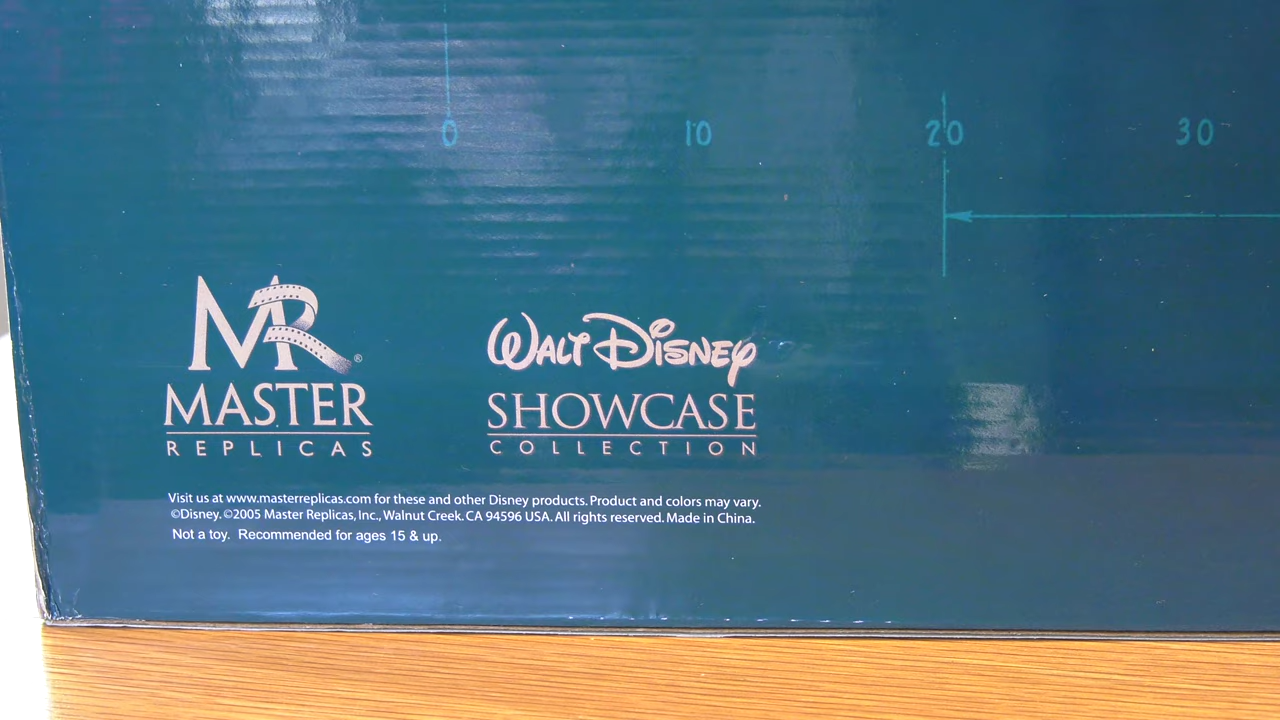 0 10 20 30
MR®
MASTER
REPLICAS
WALT DISNEY
SHOWCASE
COLLECTION
Visit us at www.masterreplicas.com for these and other Disney products. Product and colors may vary.
©Disney. ©2005 Master Replicas, Inc., Walnut Creek. CA 94596 USA. All rights reserved. Made in China.
Not a toy. Recommended for ages 15 & up.